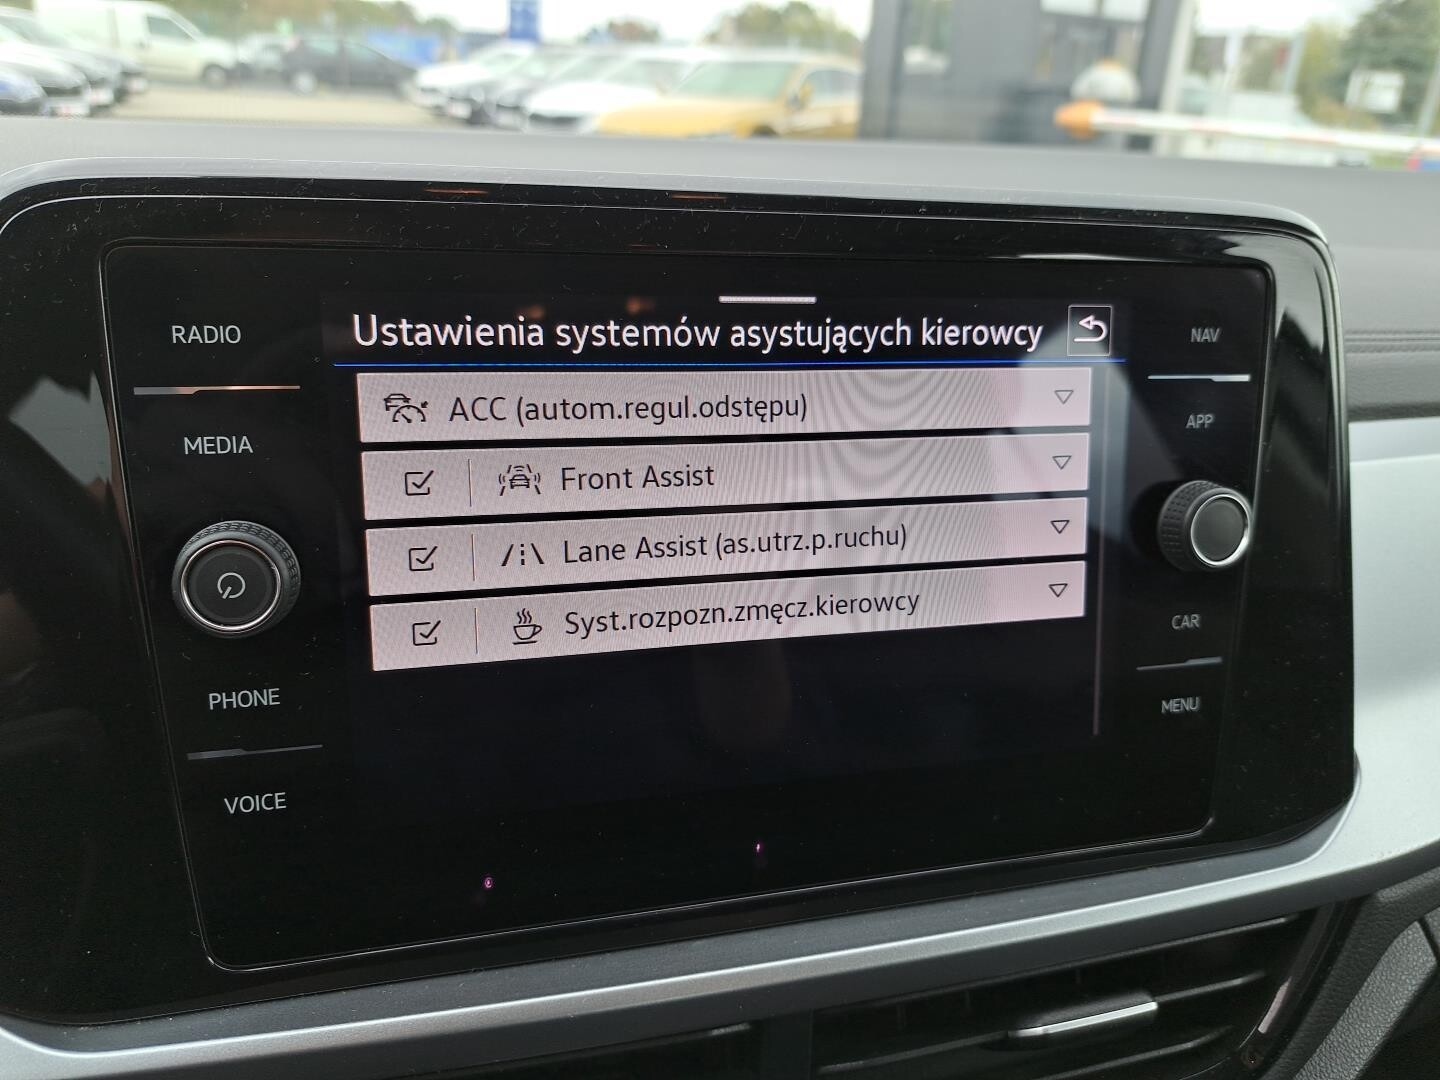 Ustawienia systemów asystujących kierowcy
RADIO
MEDIA
PHONE
VOICE
ACC (autom.regul.odstępu)
Front Assist
Lane Assist (as.utrz.p.ruchu)
Syst.rozpozn.zmęcz.kierowcy
NAV
APP
CAR
MENU